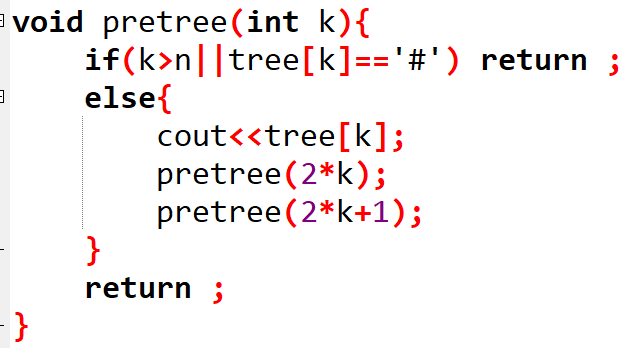 void pretree(int k){
    if(k>n||tree[k]=='#') return ;
    else{
        cout<<tree[k];
        pretree(2*k);
        pretree(2*k+1);
    }
    return ;
}